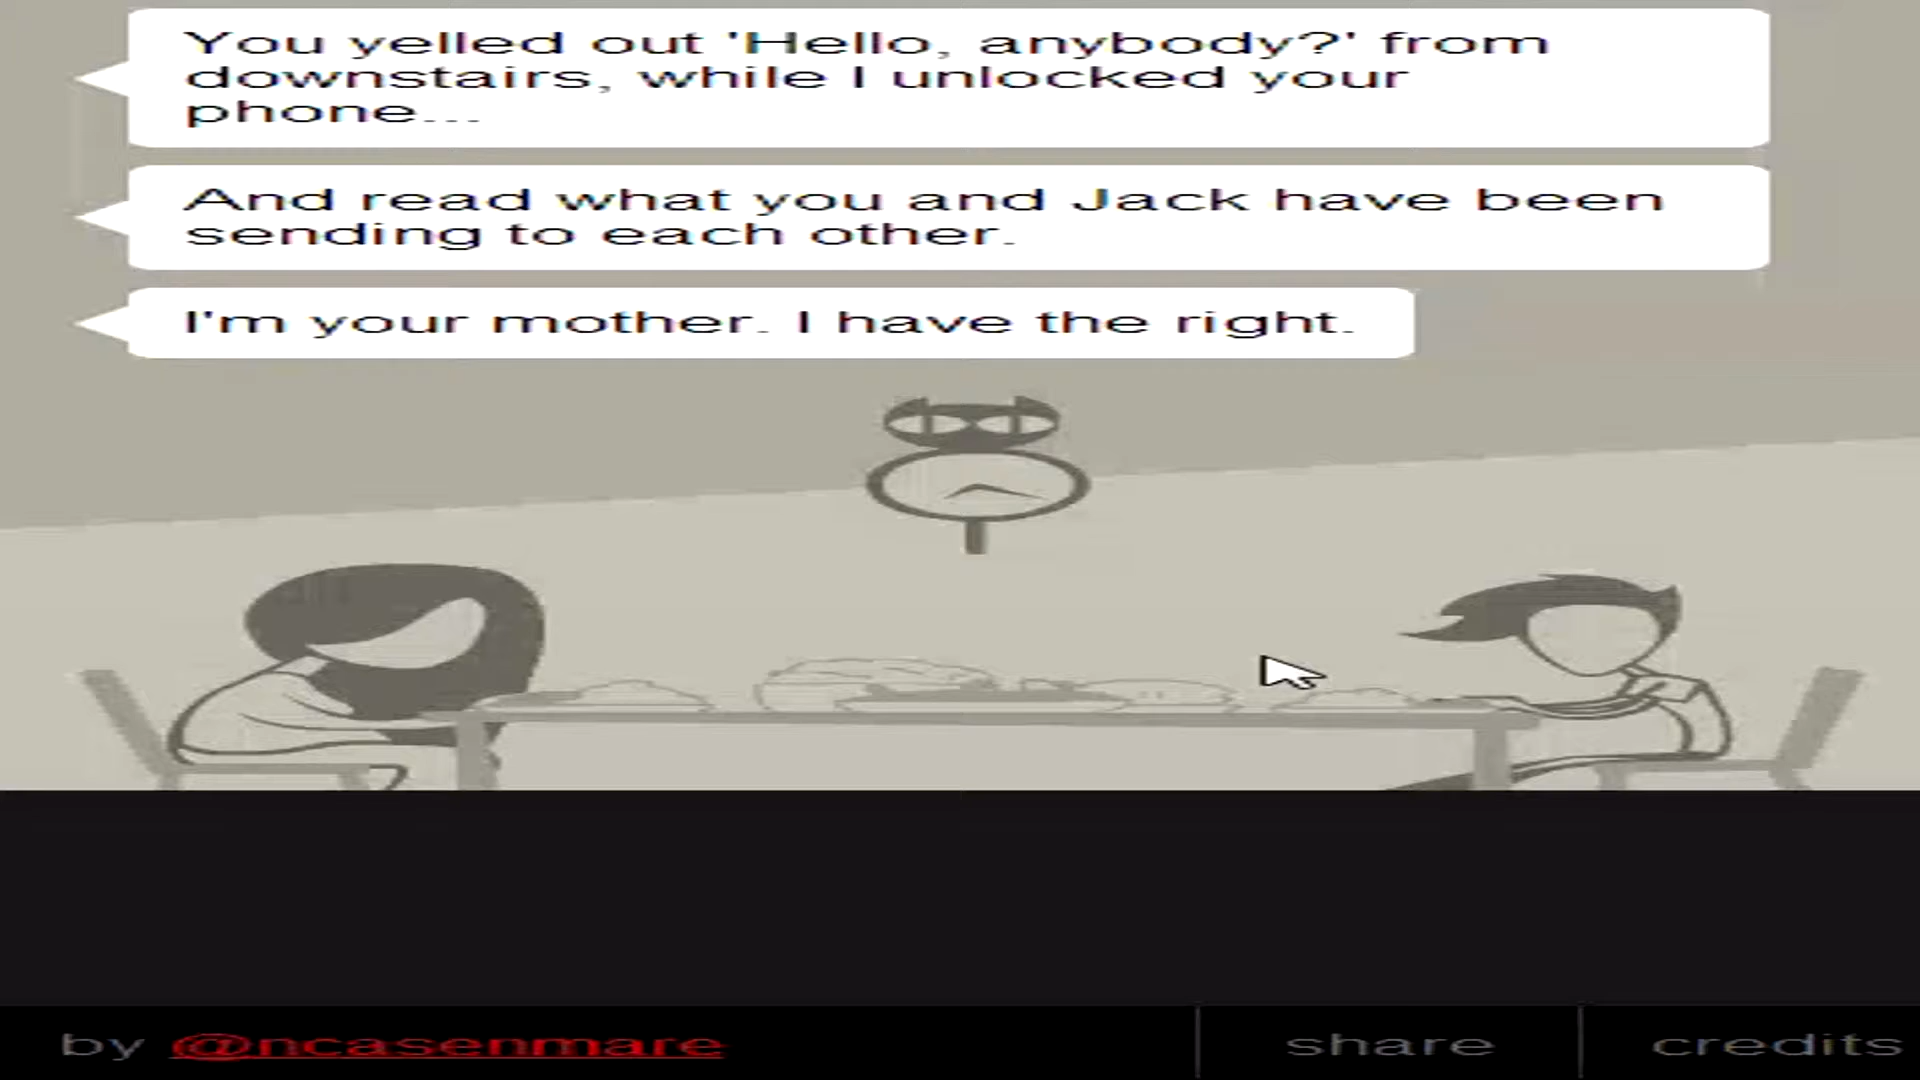 You yelled out 'Hello, anybody?' from
downstairs, while I unlocked your
phone...
And read what you and Jack have been
sending to each other.
I'm your mother. I have the right.
by @ncasenmare
share
credits